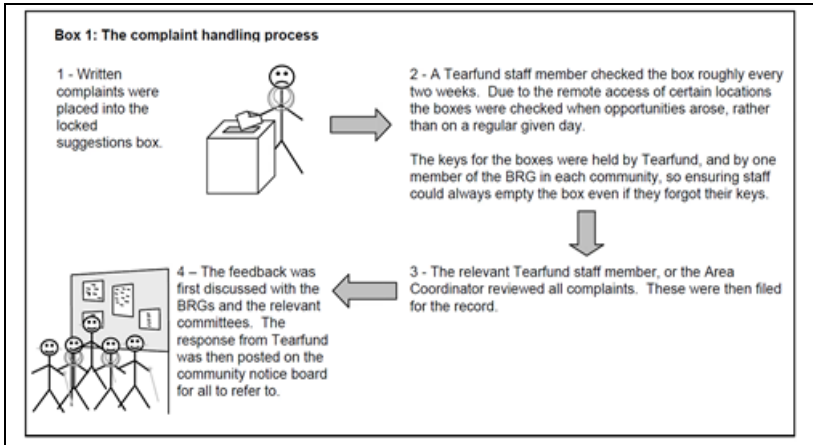 Box 1: The complaint handling process
1 - Written
complaints were
placed into the
locked
suggestions box.
2 - A Tearfund staff member checked the box roughly every
two weeks. Due to the remote access of certain locations
the boxes were checked when opportunities arose, rather
than on a regular given day.
The keys for the boxes were held by Tearfund, and by one
member of the BRG in each community, so ensuring staff
could always empty the box even if they forgot their keys.
3 - The relevant Tearfund staff member, or the Area
Coordinator reviewed all complaints. These were then filed
for the record.
4 – The feedback was
first discussed with the
BRGs and the relevant
committees. The
response from Tearfund
was then posted on the
community notice board
for all to refer to.